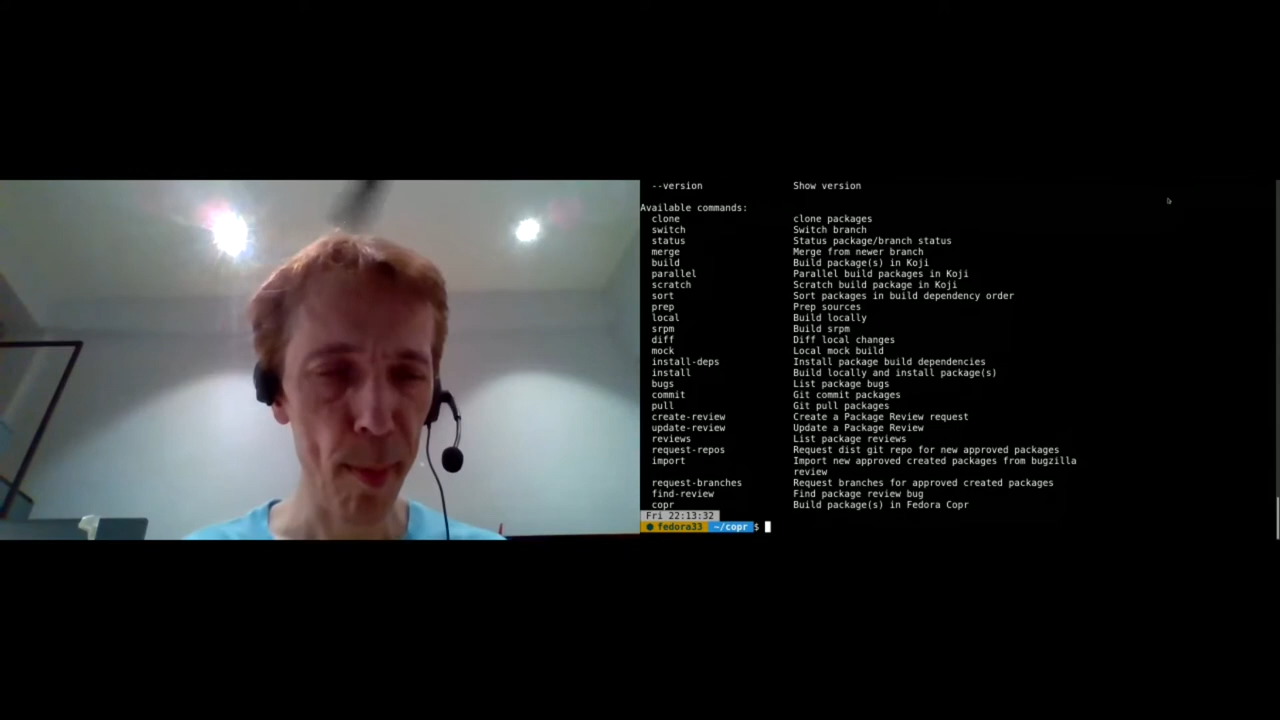 --version Show version
Available commands:
clone clone packages
switch Switch branch
status Status package/branch status
merge Merge from newer branch
build Build package(s) in Koji
parallel Parallel build packages in Koji
scratch Scratch build package in Koji
sort Sort packages in build dependency order
prep Prep sources
local Build locally
srpm Build srpm
diff Diff local changes
mock Local mock build
install-deps Install package build dependencies
install Build locally and install package(s)
bugs List package bugs
commit Git commit packages
pull Git pull packages
create-review Create a Package Review request
update-review Update a Package Review
reviews List package reviews
request-repos Request dist git repo for new approved packages
import Import new approved created packages from bugzilla
review
request-branches Request branches for approved created packages
find-review Find package review bug
copr Build package(s) in Fedora Copr
Fri 22:13:32
fedora33 ~/copr $